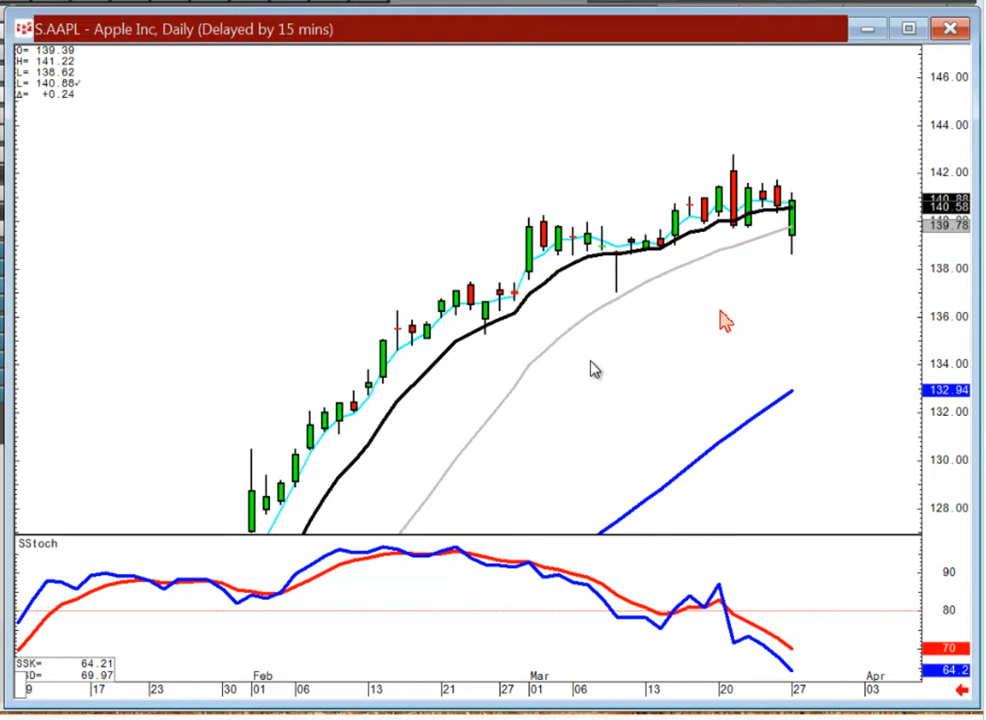 S.AAPL - Apple Inc, Daily (Delayed by 15 mins)
O= 139.39
H= 141.22
L= 138.62
L= 140.88✓
Δ= +0.24
146.00
144.00
142.00
140.88
140.58
139.78
138.00
136.00
134.00
132.94
132.00
130.00
128.00
SStoch
90
80
70
64.2
SSK= 64.21
SD= 69.97
Feb
Mar
Apr
9
17
23
30
01
06
13
21
27
01
06
13
20
27
03